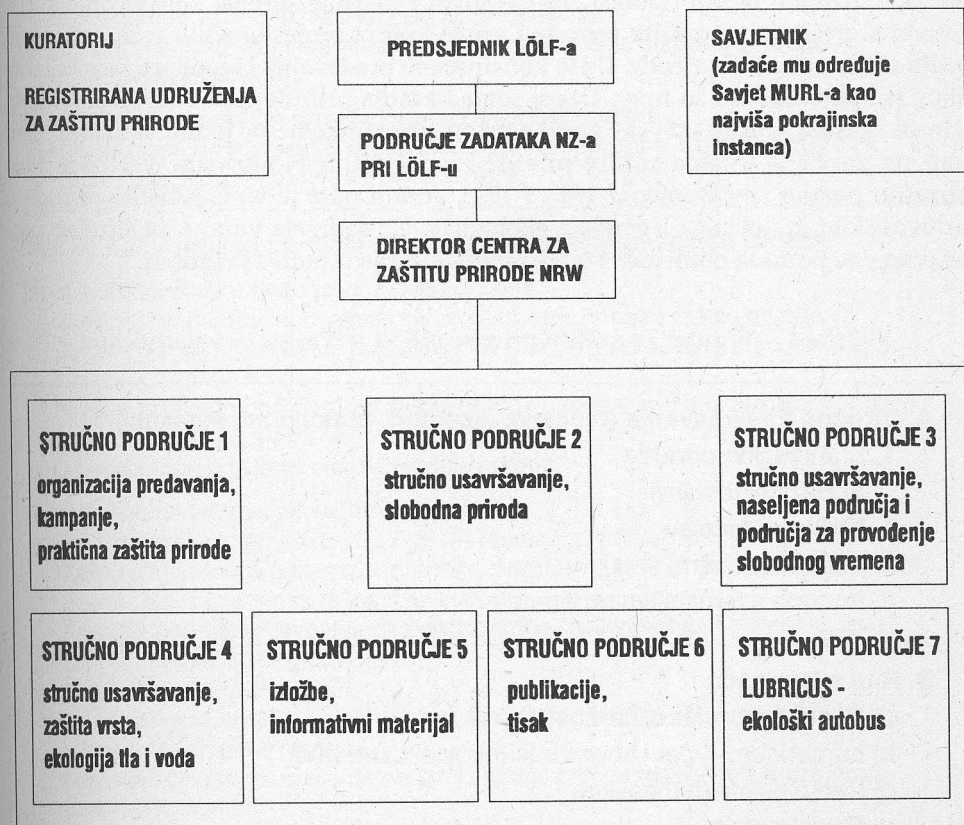 KURATORIJ
REGISTRIRANA UDRUŽENJA
ZA ZAŠTITU PRIRODE
PREDSJEDNIK LÖLF-a
SAVJETNIK
(zadaće mu određuje
Savjet MURL-a kao
najviša pokrajinska
instanca)
PODRUČJE ZADATAKA NZ-a
PRI LÖLF-u
DIREKTOR CENTRA ZA
ZAŠTITU PRIRODE NRW
STRUČNO PODRUČJE 1
organizacija predavanja,
kampanje,
praktična zaštita prirode
STRUČNO PODRUČJE 2
stručno usavršavanje,
slobodna priroda
STRUČNO PODRUČJE 3
stručno usavršavanje,
naseljena područja i
područja za provođenje
slobodnog vremena
STRUČNO PODRUČJE 4
stručno usavršavanje,
zaštita vrsta,
ekologija tla i voda
STRUČNO PODRUČJE 5
izložbe,
informativni materijal
STRUČNO PODRUČJE 6
publikacije,
tisak
STRUČNO PODRUČJE 7
LUBRICUS -
ekološki autobus